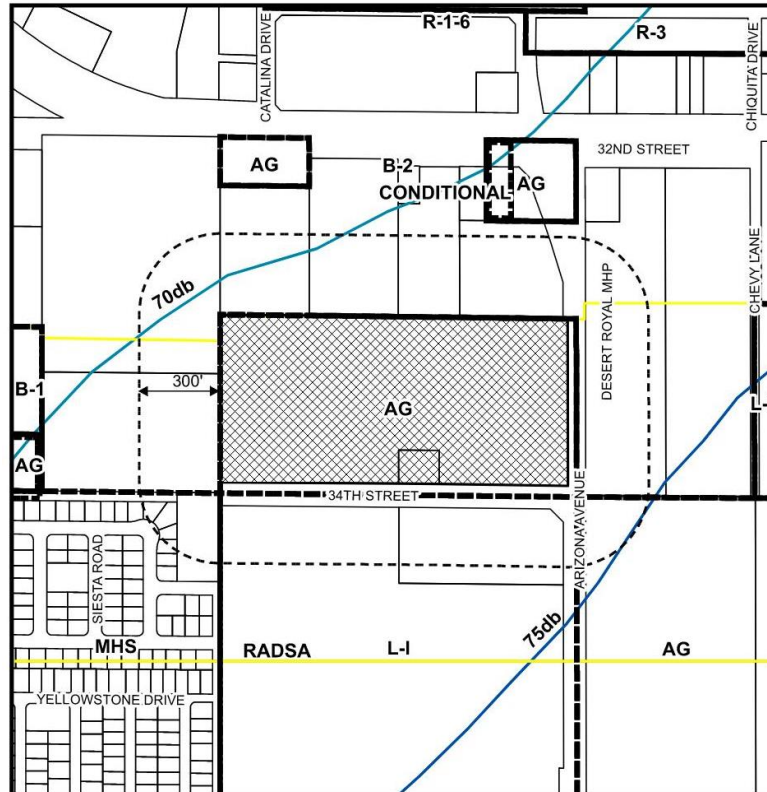 R-1-6
R-3
CATALINA DRIVE
CHIQUITA DRIVE
32ND STREET
AG
B-2
CONDITIONAL
AG
70db
DESERT ROYAL MHP
CHEVY LANE
B-1
300'
AG
L-
AG
34TH STREET
ARIZONA AVENUE
SIESTA ROAD
75db
MHS
RADSA
L-I
AG
YELLOWSTONE DRIVE